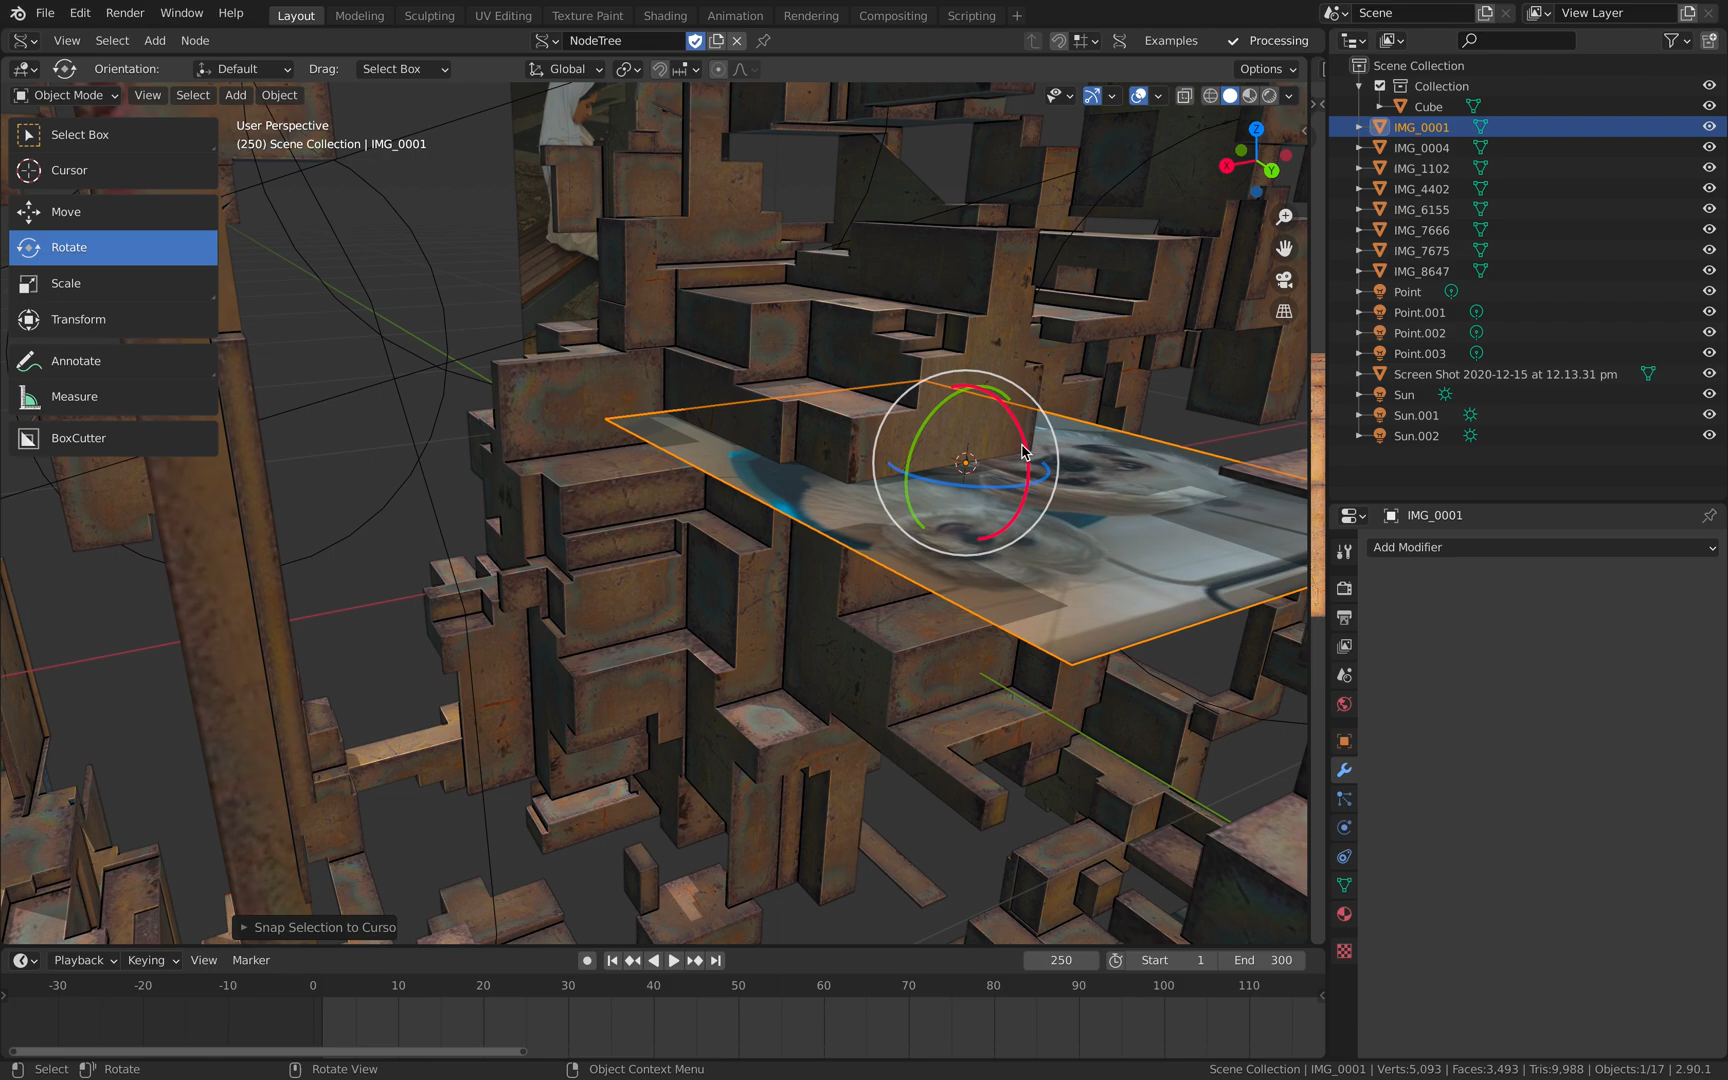 File Edit Render Window Help Layout Modeling Sculpting UV Editing Texture Paint Shading Animation Rendering Compositing Scripting + Scene View Layer
View Select Add Node NodeTree Examples Processing
Orientation: Default Drag: Select Box Global Options
Object Mode View Select Add Object
User Perspective
(250) Scene Collection | IMG_0001
Select Box
Cursor
Move
Rotate
Scale
Transform
Annotate
Measure
BoxCutter
Z
X
Y
Scene Collection
Collection
Cube
IMG_0001
IMG_0004
IMG_1102
IMG_4402
IMG_6155
IMG_7666
IMG_7675
IMG_8647
Point
Point.001
Point.002
Point.003
Screen Shot 2020-12-15 at 12.13.31 pm
Sun
Sun.001
Sun.002
IMG_0001
Add Modifier
Snap Selection to Curso
Playback Keying View Marker 250 Start 1 End 300
-30 -20 -10 0 10 20 30 40 50 60 70 80 90 100 110
Select Rotate Rotate View Object Context Menu Scene Collection | IMG_0001 | Verts:5,093 | Faces:3,493 | Tris:9,988 | Objects:1/17 | 2.90.1